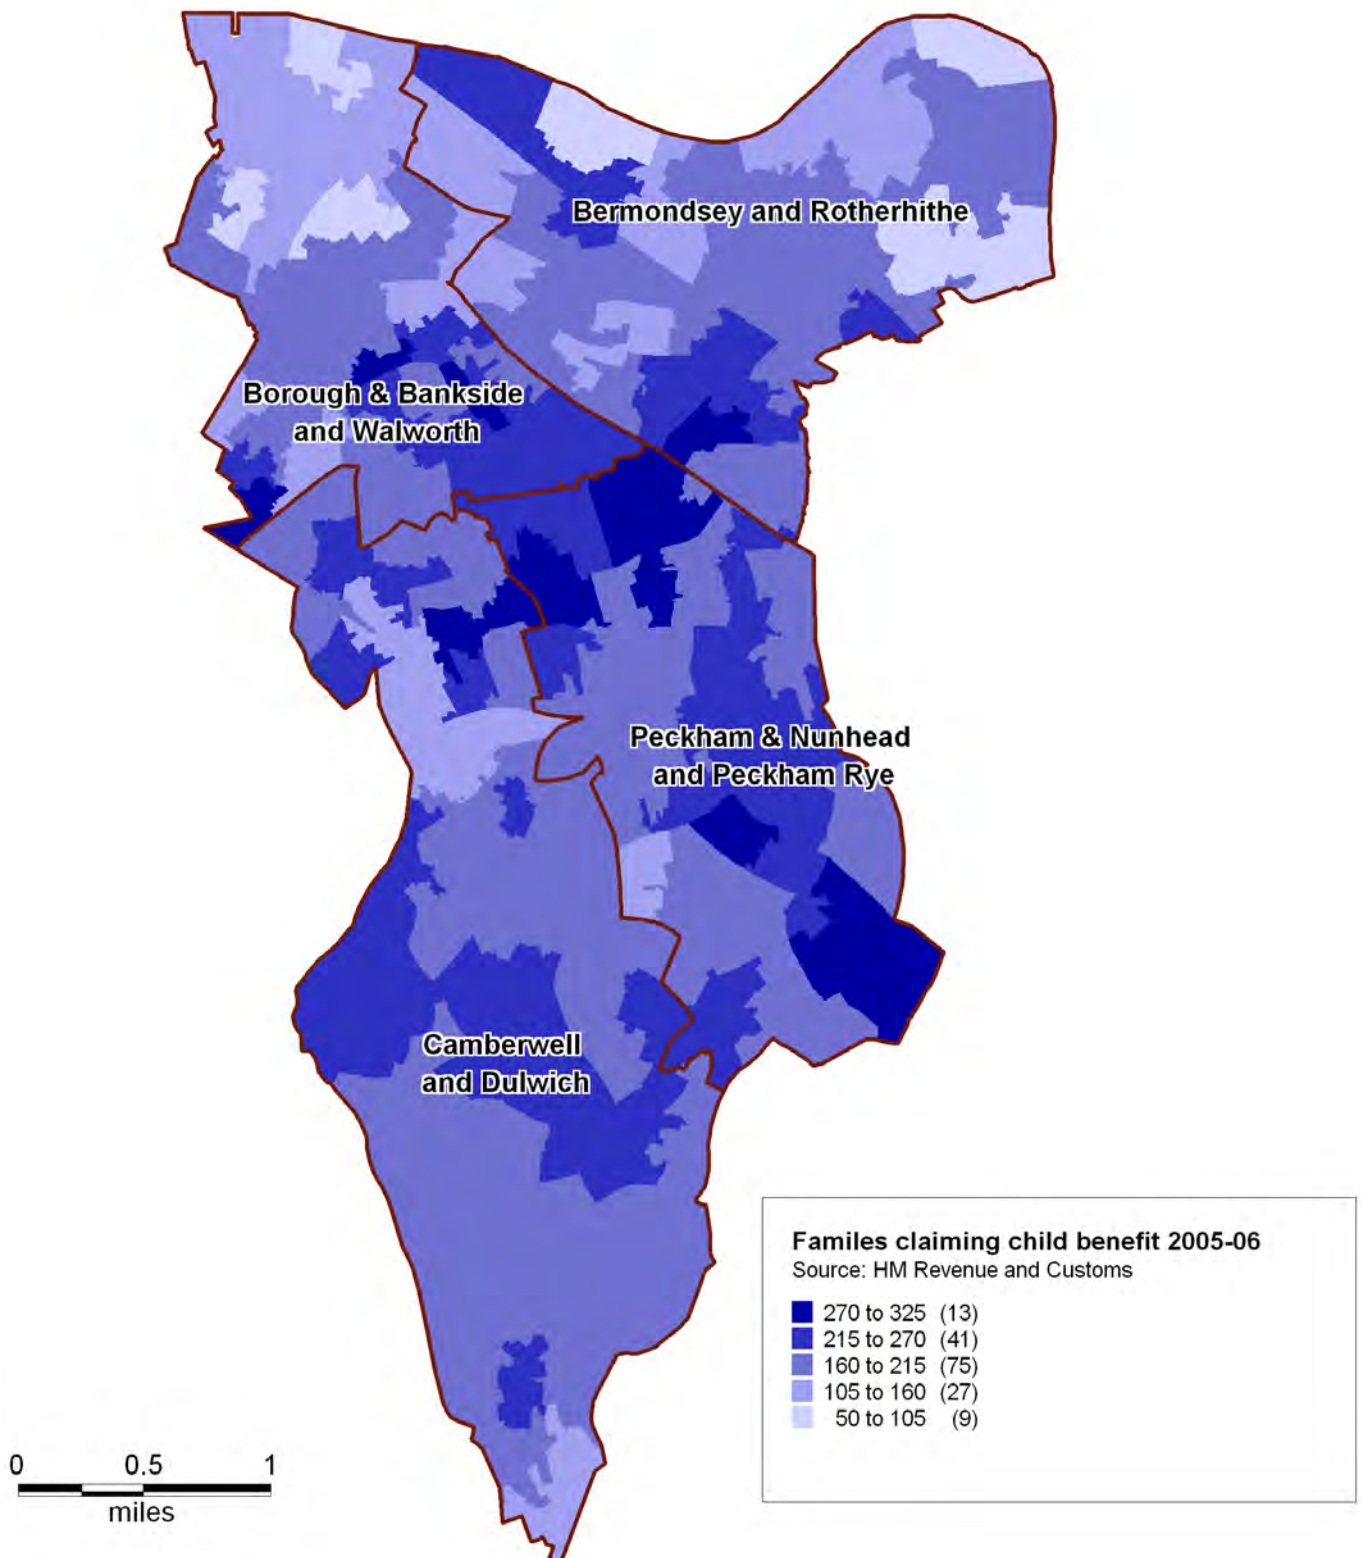 Bermondsey and Rotherhithe
Borough & Bankside
and Walworth
Peckham & Nunhead
and Peckham Rye
Camberwell
and Dulwich
Familes claiming child benefit 2005-06
Source: HM Revenue and Customs
270 to 325 (13)
215 to 270 (41)
160 to 215 (75)
105 to 160 (27)
50 to 105 (9)
0 0.5 1
miles